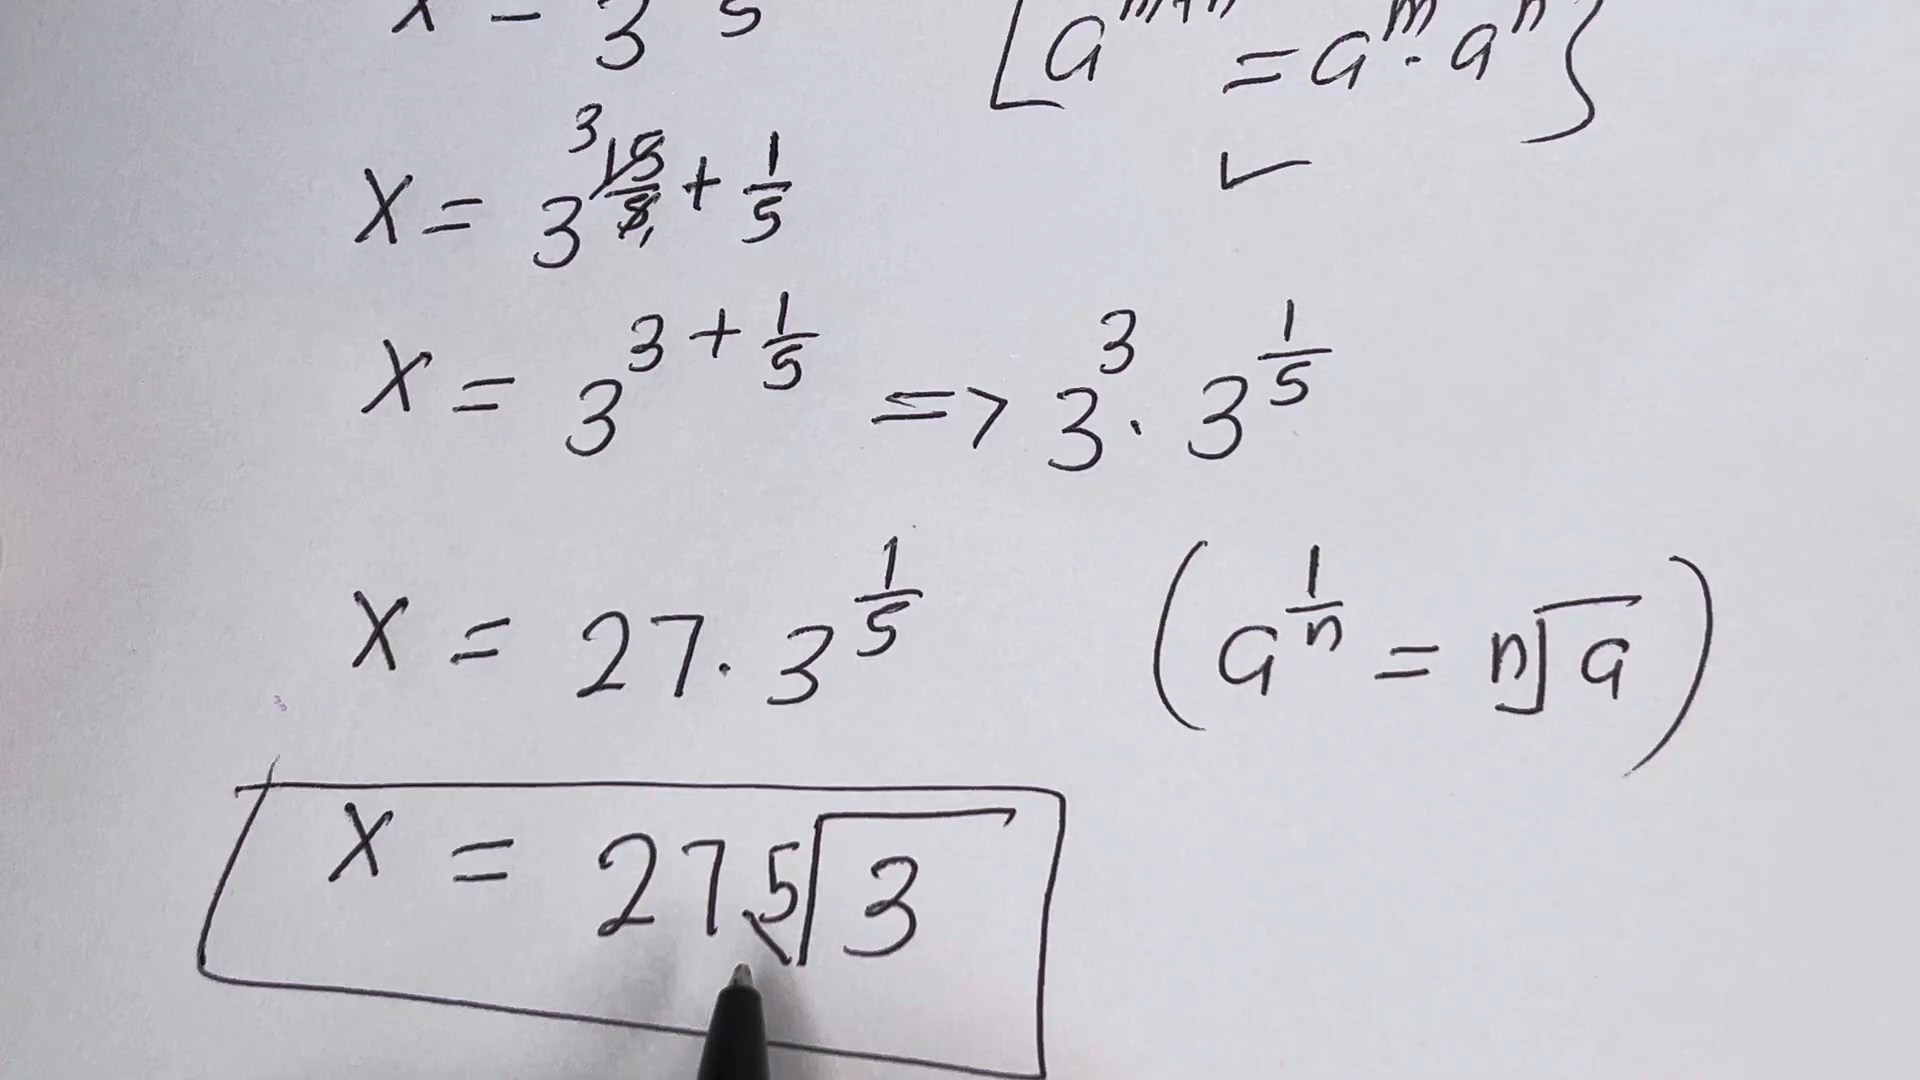 [a^{m+n} = a^m · a^n}
x = 3^{15/5 + 1/5} ✓
x = 3^{3 + 1/5} => 3^3 · 3^{1/5}
x = 27 · 3^{1/5} (a^{1/n} = n√a)
x = 27 5√3